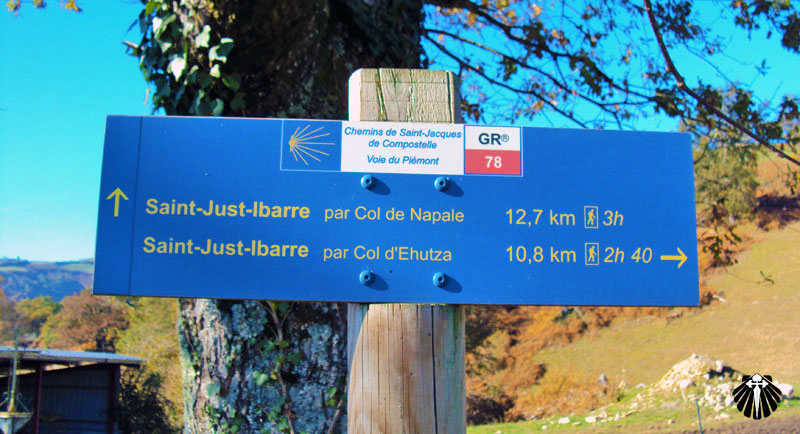 Chemins de Saint-Jacques
de Compostelle
Voie du Piémont
GR®
78
Saint-Just-Ibarre par Col de Napale 12,7 km 3h
Saint-Just-Ibarre par Col d'Ehutza 10,8 km 2h 40